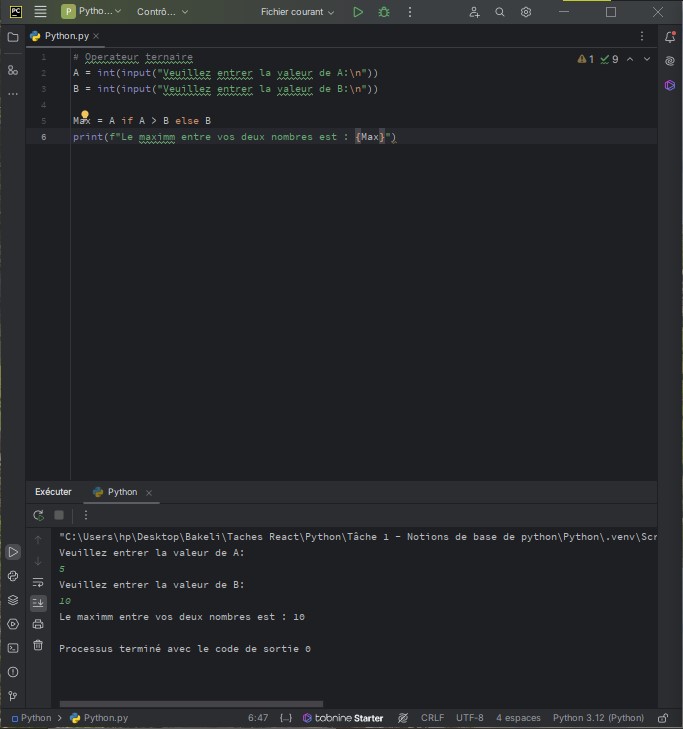 PC
P Pytho...
Contrô...
Fichier courant
Python.py
1 # Operateur ternaire
2 A = int(input("Veuillez entrer la valeur de A:\n"))
3 B = int(input("Veuillez entrer la valeur de B:\n"))
4
5 Max = A if A > B else B
6 print(f"Le maximm entre vos deux nombres est : {Max}")
1 9
Exécuter
Python
"C:\Users\hp\Desktop\Bakeli\Taches React\Python\Tâche 1 - Notions de base de python\Python\.venv\Scr
Veuillez entrer la valeur de A:
5
Veuillez entrer la valeur de B:
10
Le maximm entre vos deux nombres est : 10
Processus terminé avec le code de sortie 0
Python > Python.py
6:47 {..} tabnine Starter CRLF UTF-8 4 espaces Python 3.12 (Python)